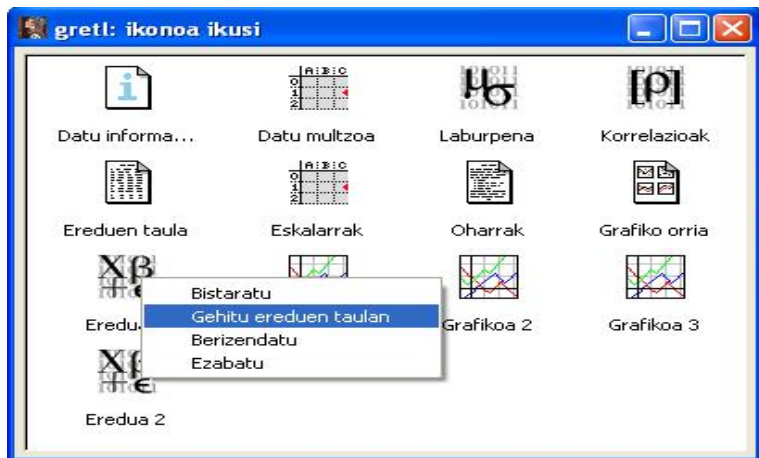 gretl: ikonoa ikusi
Datu informa... Datu multzoa Laburpena Korrelazioak
Ereduen taula Eskalarrak Oharrak Grafiko orria
Eredu
Grafikoa 2 Grafikoa 3
Bistaratu
Gehitu ereduen taulan
Berizendatu
Ezabatu
Eredua 2